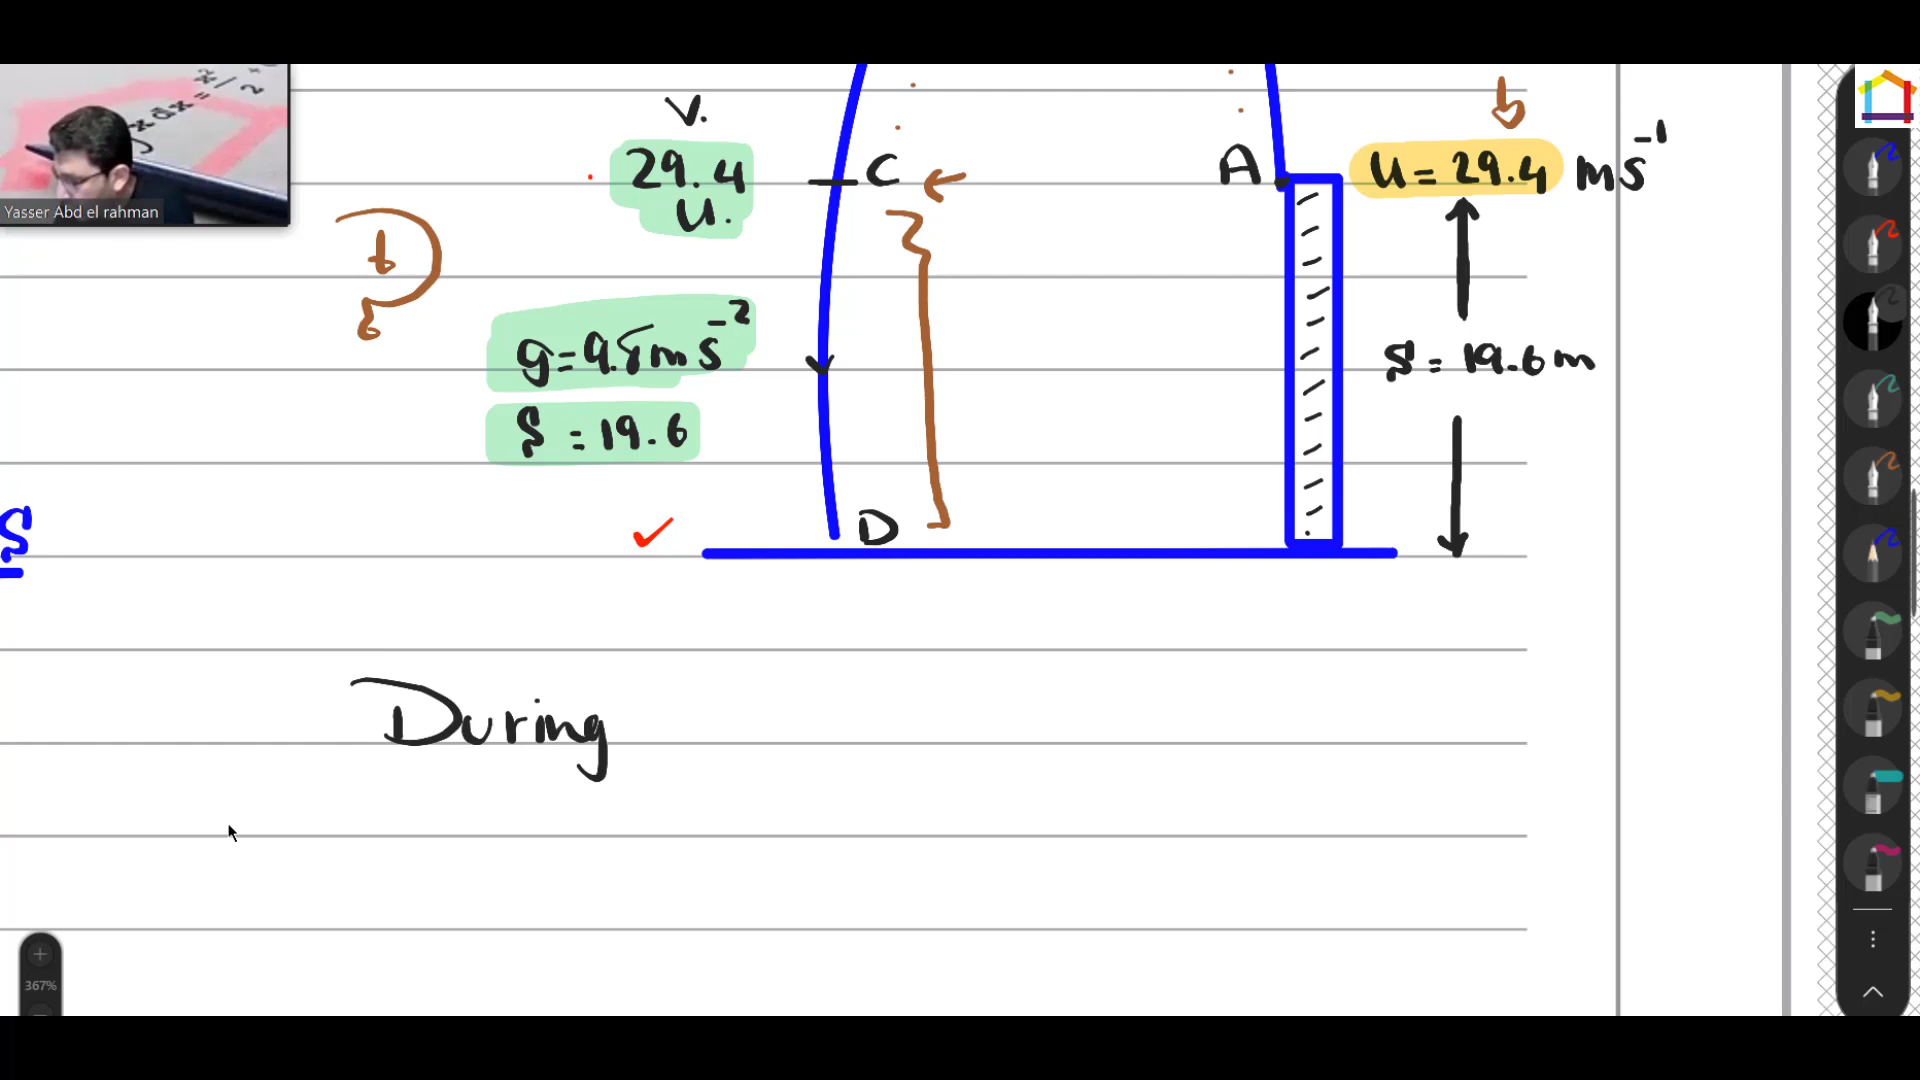 V.
29.4
u.
C
A
u = 29.4 ms⁻¹
g = 9.8 m s⁻²
S = 19.6
S = 19.6 m
S
D
During
Yasser Abd el rahman
367%